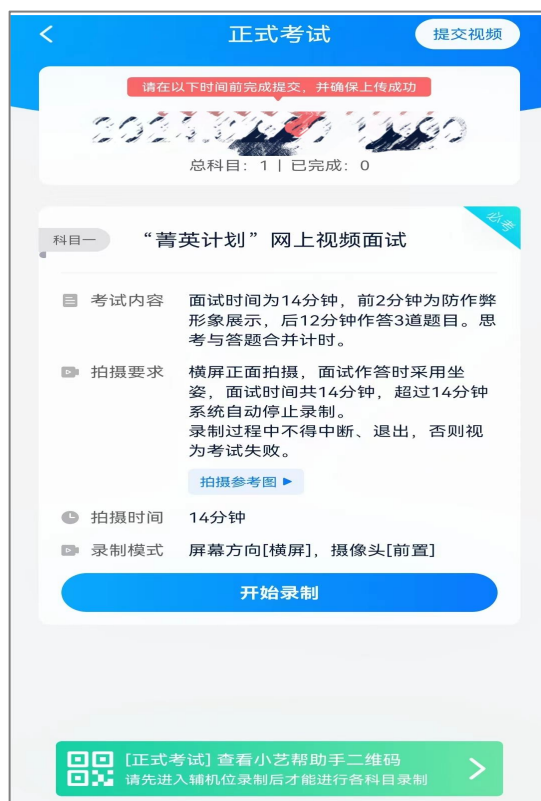 正式考试
提交视频
请在以下时间前完成提交，并确保上传成功
总科目：1 | 已完成：0
科目一
“菁英计划”网上视频面试
必考
考试内容
面试时间为14分钟，前2分钟为防作弊
形象展示，后12分钟作答3道题目。思
考与答题合并计时。
拍摄要求
横屏正面拍摄，面试作答时采用坐
姿，面试时间共14分钟，超过14分钟
系统自动停止录制。
录制过程中不得中断、退出，否则视
为考试失败。
拍摄参考图
拍摄时间
14分钟
录制模式
屏幕方向[横屏]，摄像头[前置]
开始录制
[正式考试] 查看小艺帮助手二维码
请先进入辅机位录制后才能进行各科目录制